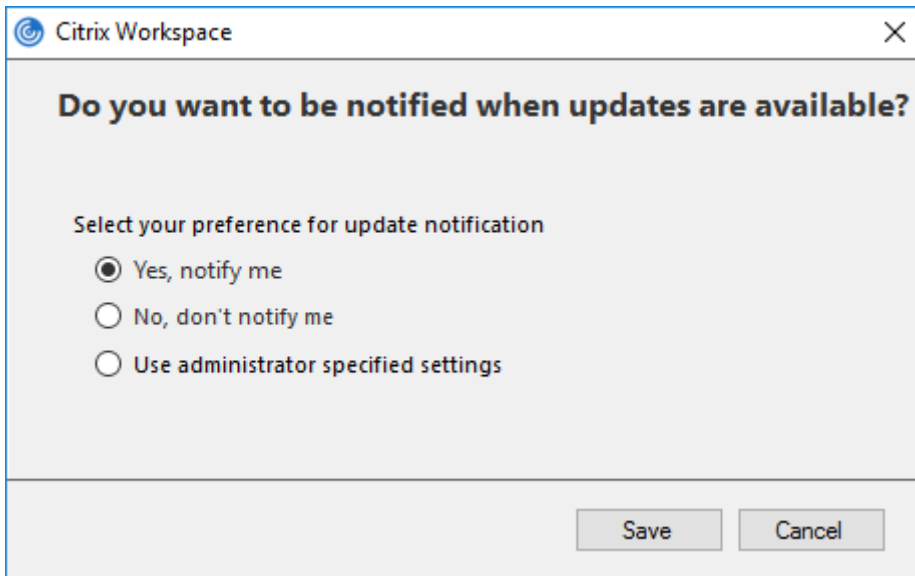 Citrix Workspace
Do you want to be notified when updates are available?
Select your preference for update notification
Yes, notify me
No, don't notify me
Use administrator specified settings
Save Cancel